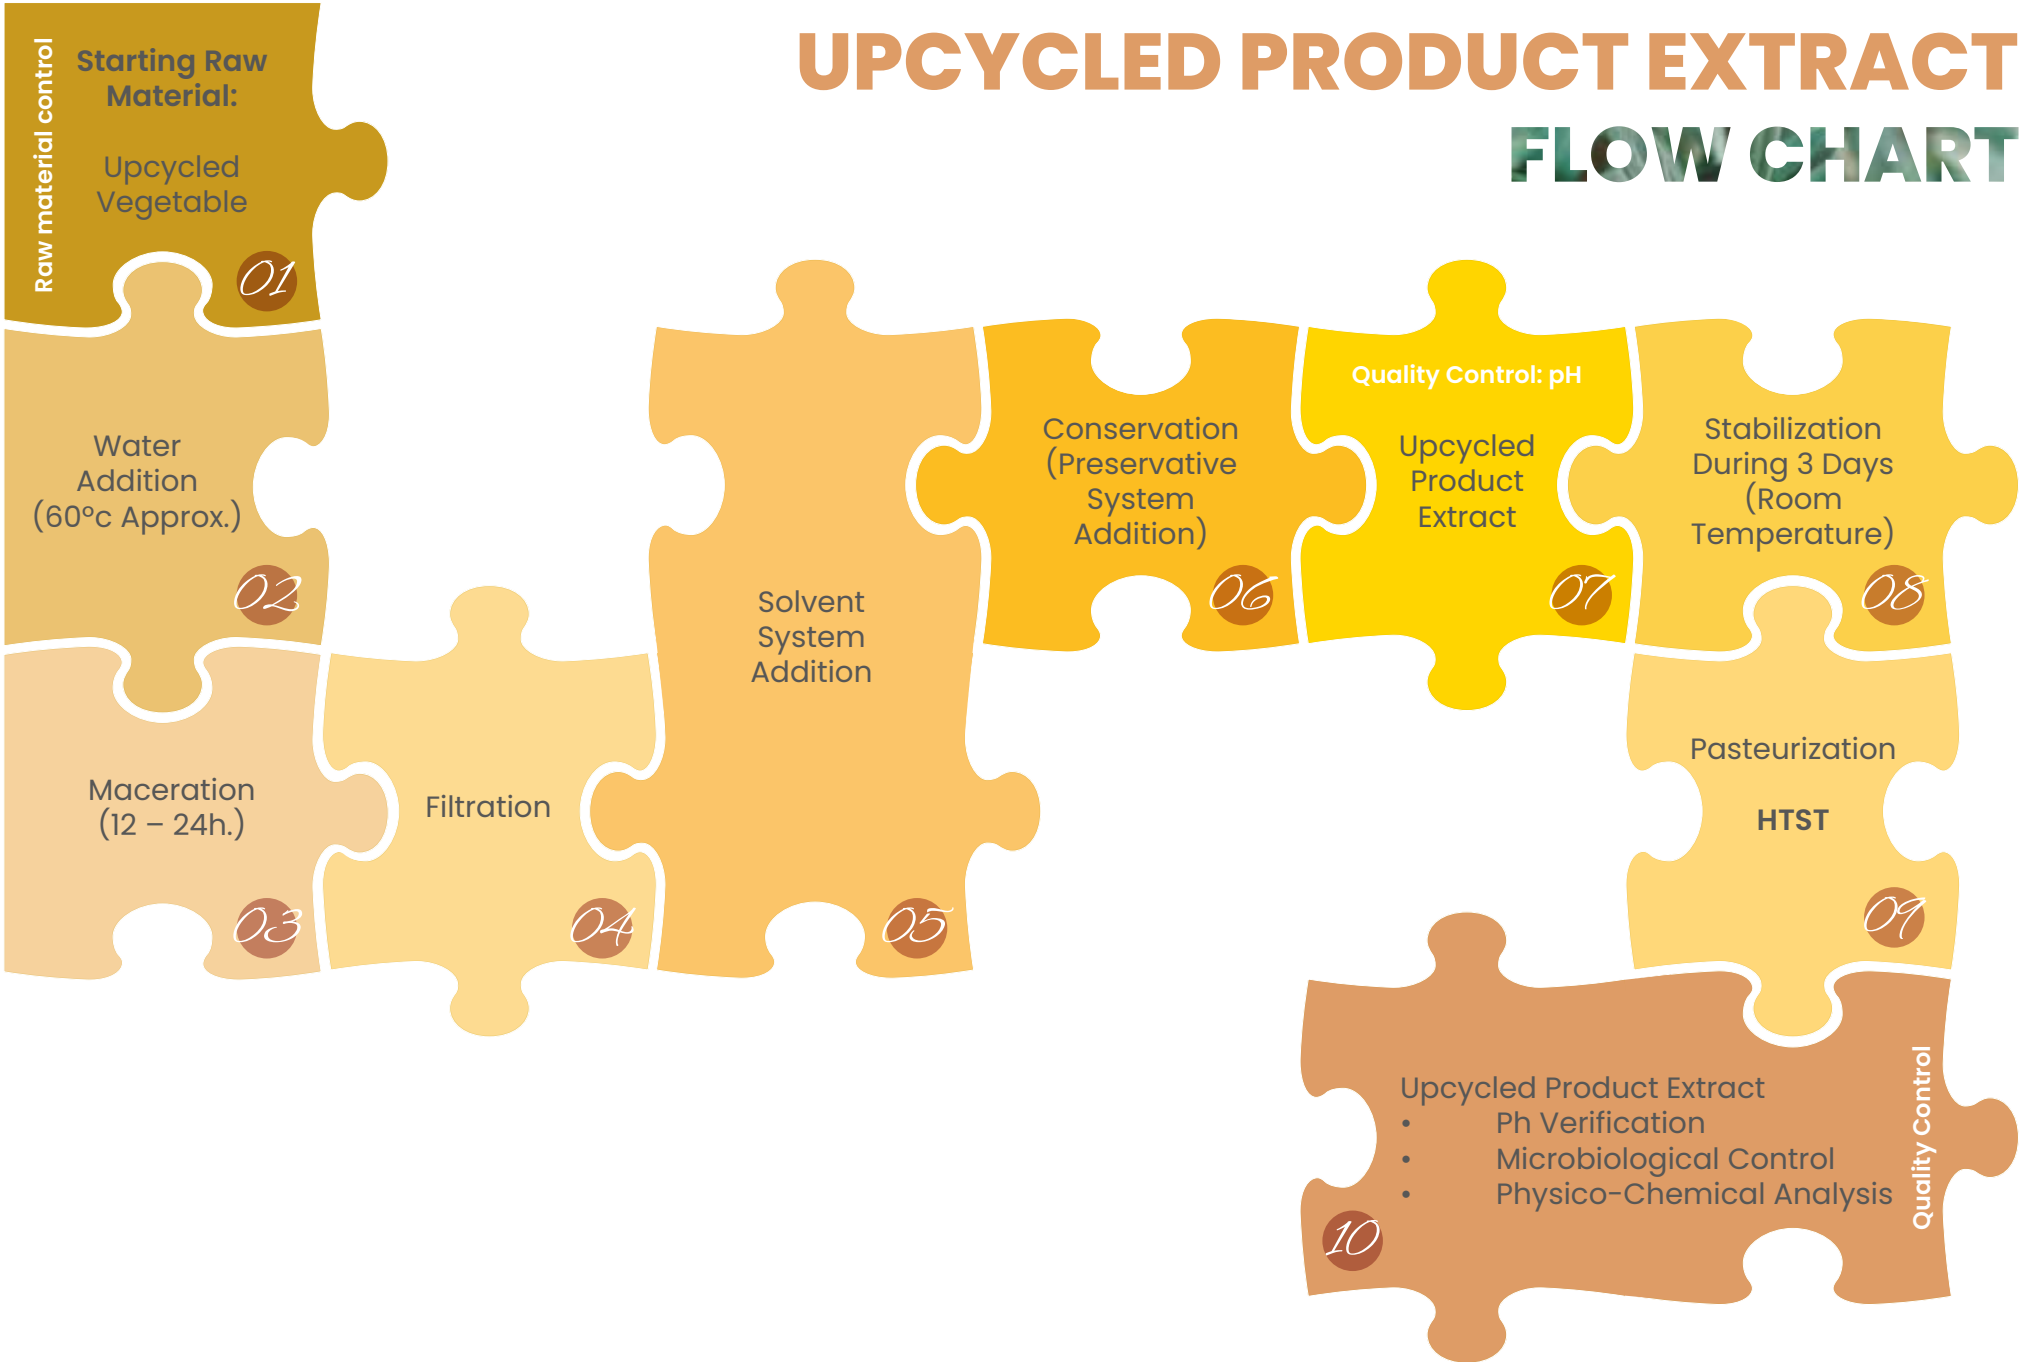 UPCYCLED PRODUCT EXTRACT
FLOW CHART
Raw material control
Starting Raw
Material:
Upcycled
Vegetable
01
Water
Addition
(60ºc Approx.)
02
Maceration
(12 – 24h.)
03
Filtration
04
Solvent
System
Addition
05
Conservation
(Preservative
System
Addition)
06
Quality Control: pH
Upcycled
Product
Extract
07
Stabilization
During 3 Days
(Room
Temperature)
08
Pasteurization
HTST
09
Upcycled Product Extract
• Ph Verification
• Microbiological Control
• Physico-Chemical Analysis
Quality Control
10